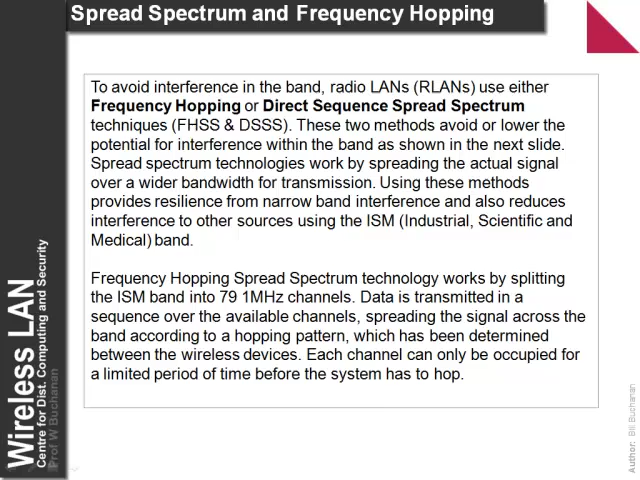 Spread Spectrum and Frequency Hopping
To avoid interference in the band, radio LANs (RLANs) use either
Frequency Hopping or Direct Sequence Spread Spectrum
techniques (FHSS & DSSS). These two methods avoid or lower the
potential for interference within the band as shown in the next slide.
Spread spectrum technologies work by spreading the actual signal
over a wider bandwidth for transmission. Using these methods
provides resilience from narrow band interference and also reduces
interference to other sources using the ISM (Industrial, Scientific and
Medical) band.
Frequency Hopping Spread Spectrum technology works by splitting
the ISM band into 79 1MHz channels. Data is transmitted in a
sequence over the available channels, spreading the signal across the
band according to a hopping pattern, which has been determined
between the wireless devices. Each channel can only be occupied for
a limited period of time before the system has to hop.
Wireless LAN
Centre for Dist. Computing and Security
Prof W Buchanan
Author: Bill Buchanan